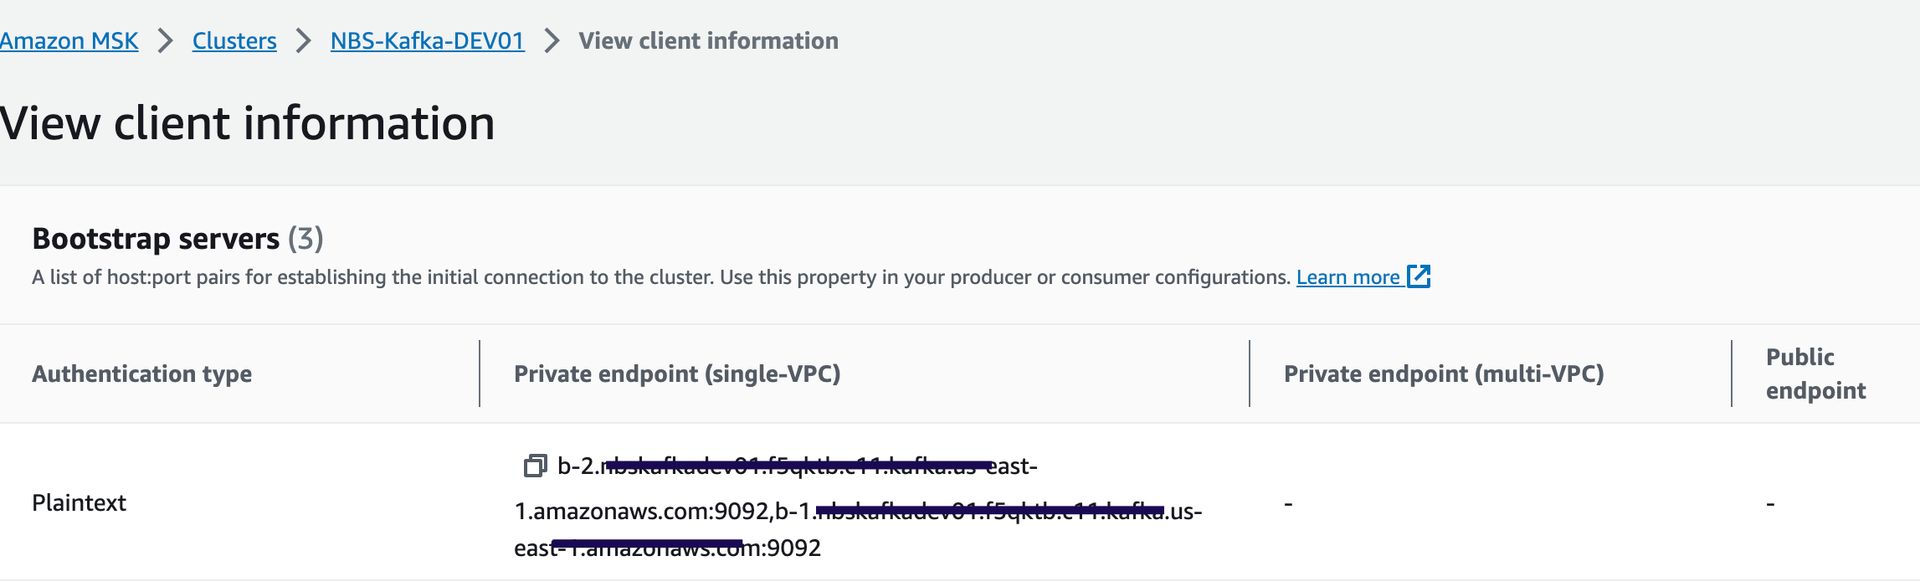 Amazon MSK > Clusters > NBS-Kafka-DEV01 > View client information
View client information
Bootstrap servers (3)
A list of host:port pairs for establishing the initial connection to the cluster. Use this property in your producer or consumer configurations. Learn more
Authentication type
Private endpoint (single-VPC)
Private endpoint (multi-VPC)
Public
endpoint
Plaintext
b-2. east-
1.amazonaws.com:9092,b-1. .us-
east :9092
-
-